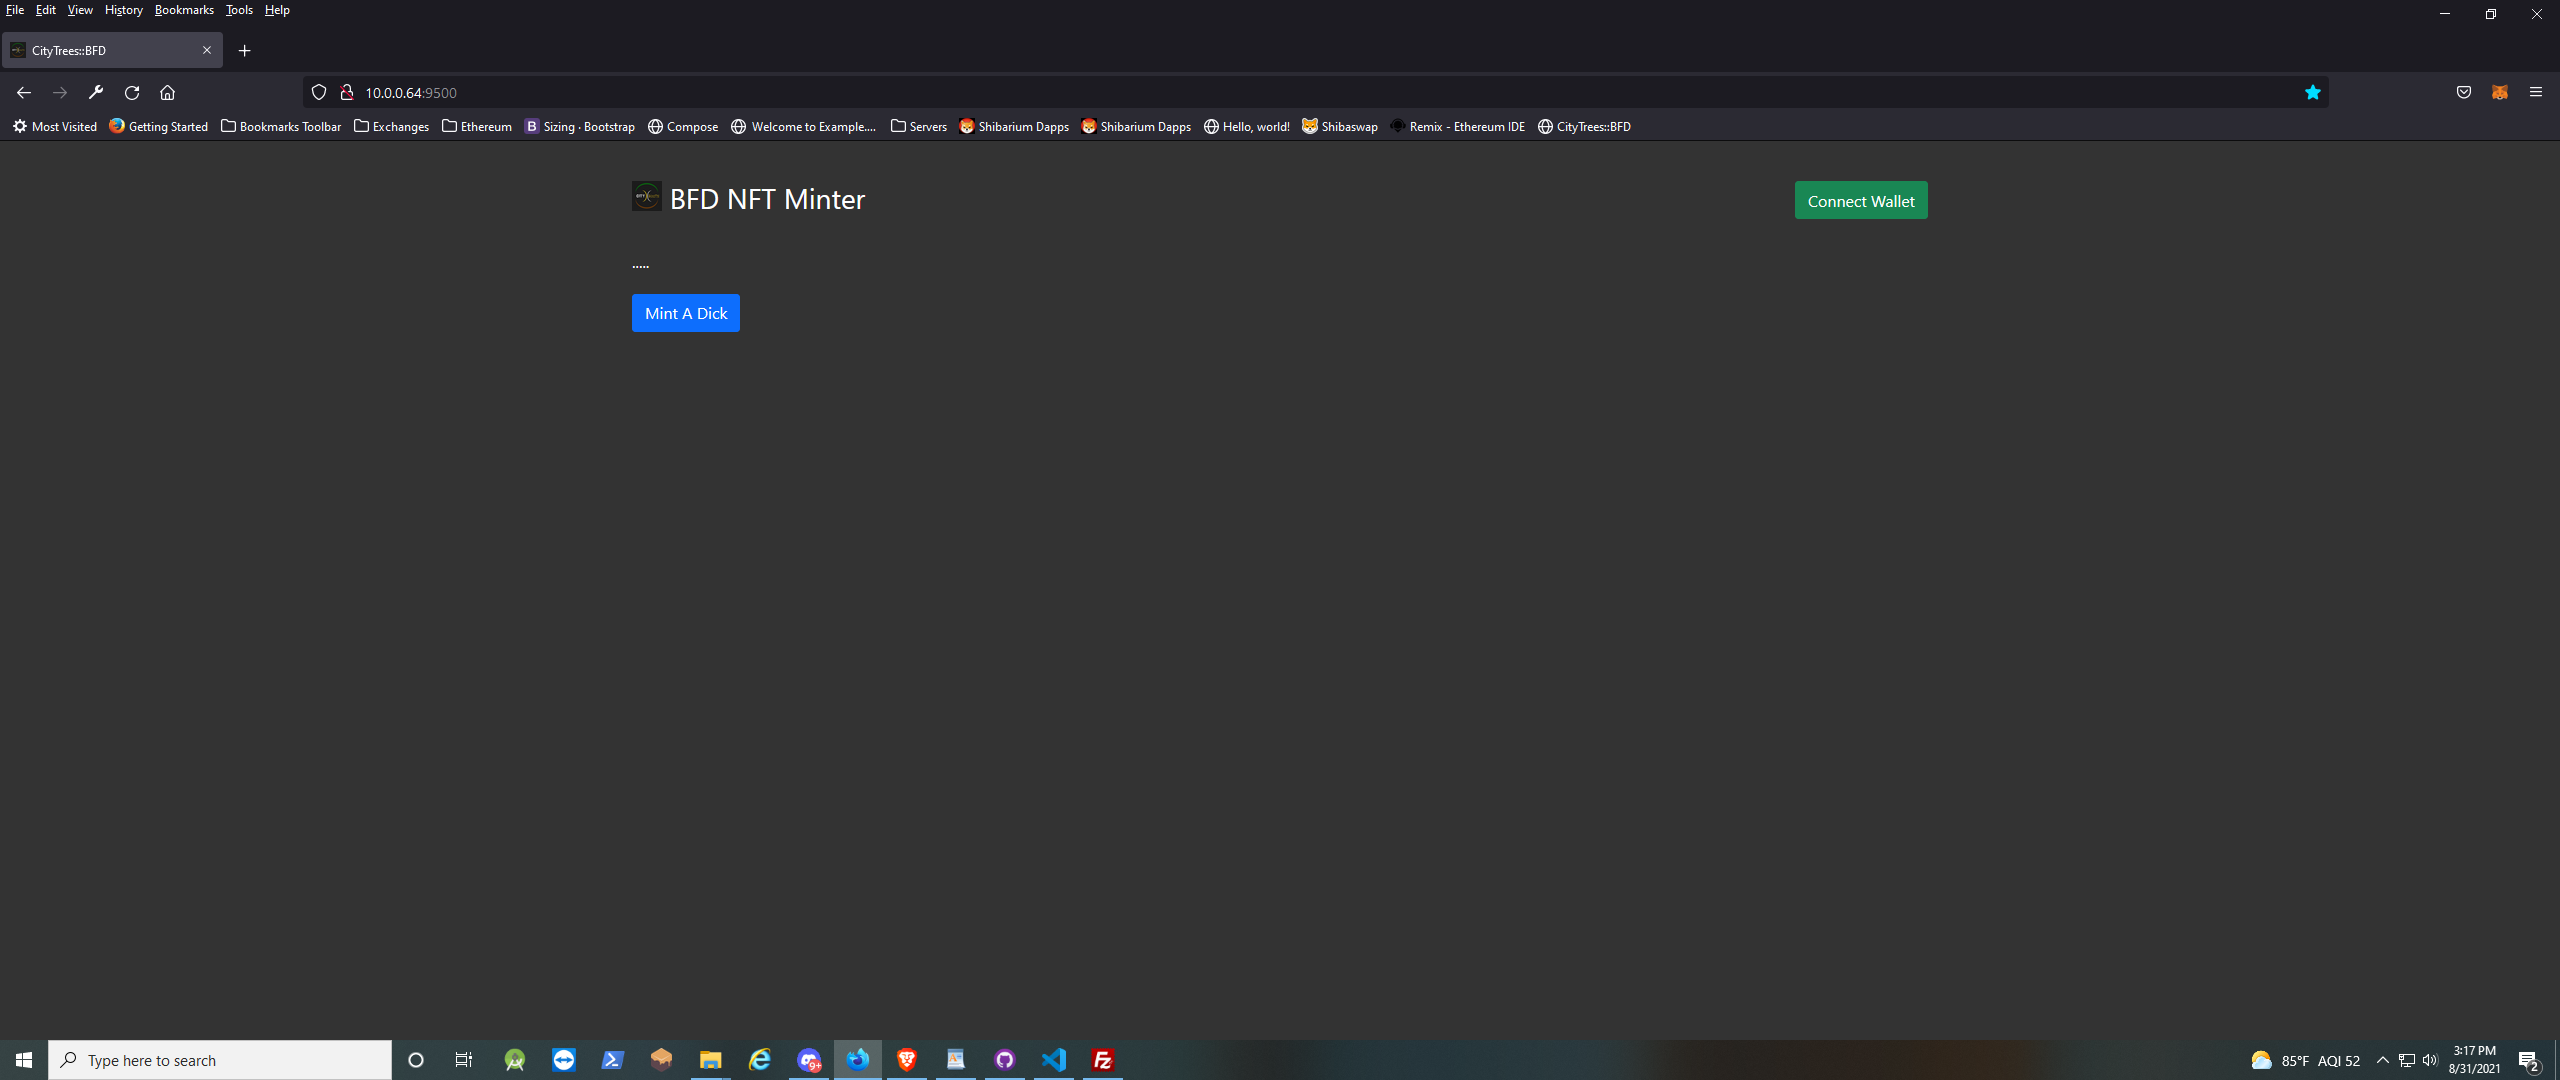 File Edit View History Bookmarks Tools Help
CityTrees::BFD
10.0.0.64:9500
Most Visited Getting Started Bookmarks Toolbar Exchanges Ethereum Sizing · Bootstrap Compose Welcome to Example.... Servers Shibarium Dapps Shibarium Dapps Hello, world! Shibaswap Remix - Ethereum IDE CityTrees::BFD
BFD NFT Minter
Connect Wallet
.....
Mint A Dick
Type here to search
9+
85°F AQI 52
3:17 PM
8/31/2021
2